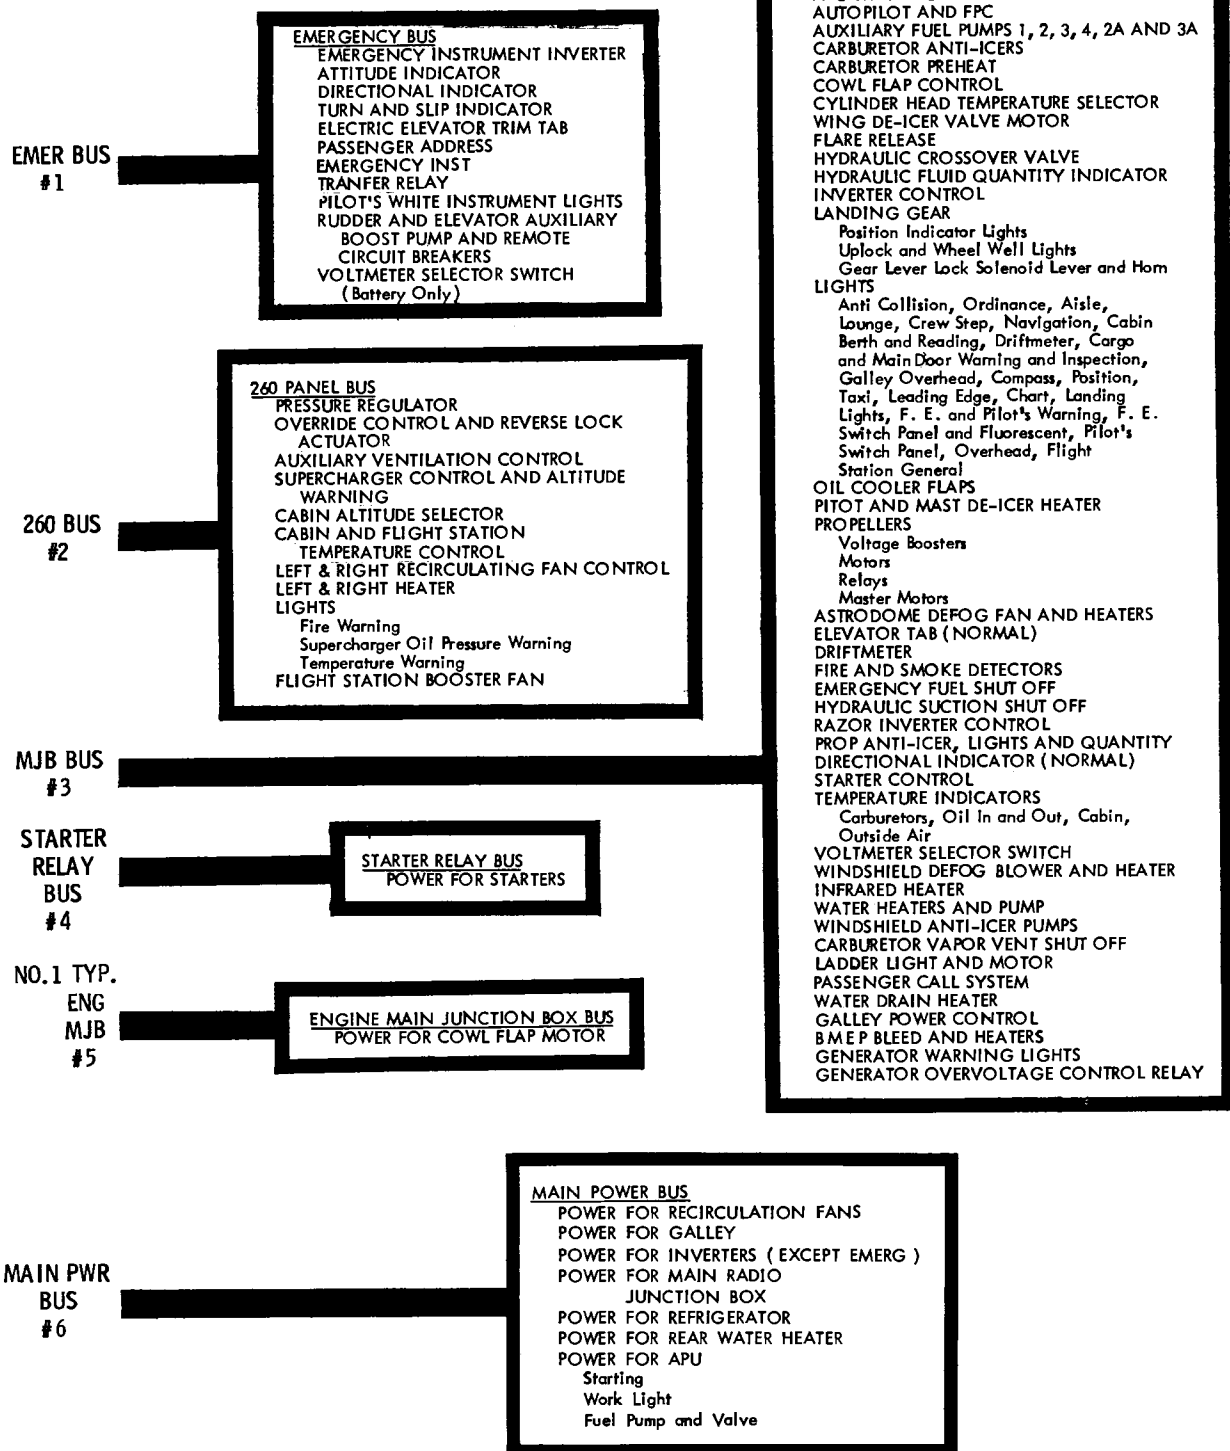 EMER BUS
#1
EMERGENCY BUS
EMERGENCY INSTRUMENT INVERTER
ATTITUDE INDICATOR
DIRECTIONAL INDICATOR
TURN AND SLIP INDICATOR
ELECTRIC ELEVATOR TRIM TAB
PASSENGER ADDRESS
EMERGENCY INST
TRANFER RELAY
PILOT'S WHITE INSTRUMENT LIGHTS
RUDDER AND ELEVATOR AUXILIARY
BOOST PUMP AND REMOTE
CIRCUIT BREAKERS
VOLTMETER SELECTOR SWITCH
(Battery Only)
260 BUS
#2
260 PANEL BUS
PRESSURE REGULATOR
OVERRIDE CONTROL AND REVERSE LOCK
ACTUATOR
AUXILIARY VENTILATION CONTROL
SUPERCHARGER CONTROL AND ALTITUDE
WARNING
CABIN ALTITUDE SELECTOR
CABIN AND FLIGHT STATION
TEMPERATURE CONTROL
LEFT & RIGHT RECIRCULATING FAN CONTROL
LEFT & RIGHT HEATER
LIGHTS
Fire Warning
Supercharger Oil Pressure Warning
Temperature Warning
FLIGHT STATION BOOSTER FAN
MJB BUS
#3
AUTOPILOT AND FPC
AUXILIARY FUEL PUMPS 1, 2, 3, 4, 2A AND 3A
CARBURETOR ANTI-ICERS
CARBURETOR PREHEAT
COWL FLAP CONTROL
CYLINDER HEAD TEMPERATURE SELECTOR
WING DE-ICER VALVE MOTOR
FLARE RELEASE
HYDRAULIC CROSSOVER VALVE
HYDRAULIC FLUID QUANTITY INDICATOR
INVERTER CONTROL
LANDING GEAR
Position Indicator Lights
Uplock and Wheel Well Lights
Gear Lever Lock Solenoid Lever and Horn
LIGHTS
Anti Collision, Ordinance, Aisle,
Lounge, Crew Step, Navigation, Cabin
Berth and Reading, Driftmeter, Cargo
and Main Door Warning and Inspection,
Galley Overhead, Compass, Position,
Taxi, Leading Edge, Chart, Landing
Lights, F. E. and Pilot's Warning, F. E.
Switch Panel and Fluorescent, Pilot's
Switch Panel, Overhead, Flight
Station General
OIL COOLER FLAPS
PITOT AND MAST DE-ICER HEATER
PROPELLERS
Voltage Boosters
Motors
Relays
Master Motors
ASTRODOME DEFOG FAN AND HEATERS
ELEVATOR TAB (NORMAL)
DRIFTMETER
FIRE AND SMOKE DETECTORS
EMERGENCY FUEL SHUT OFF
HYDRAULIC SUCTION SHUT OFF
RAZOR INVERTER CONTROL
PROP ANTI-ICER, LIGHTS AND QUANTITY
DIRECTIONAL INDICATOR (NORMAL)
STARTER CONTROL
TEMPERATURE INDICATORS
Carburetors, Oil In and Out, Cabin,
Outside Air
VOLTMETER SELECTOR SWITCH
WINDSHIELD DEFOG BLOWER AND HEATER
INFRARED HEATER
WATER HEATERS AND PUMP
WINDSHIELD ANTI-ICER PUMPS
CARBURETOR VAPOR VENT SHUT OFF
LADDER LIGHT AND MOTOR
PASSENGER CALL SYSTEM
WATER DRAIN HEATER
GALLEY POWER CONTROL
BMEP BLEED AND HEATERS
GENERATOR WARNING LIGHTS
GENERATOR OVERVOLTAGE CONTROL RELAY
STARTER
RELAY
BUS
#4
STARTER RELAY BUS
POWER FOR STARTERS
NO.1 TYP.
ENG
MJB
#5
ENGINE MAIN JUNCTION BOX BUS
POWER FOR COWL FLAP MOTOR
MAIN PWR
BUS
#6
MAIN POWER BUS
POWER FOR RECIRCULATION FANS
POWER FOR GALLEY
POWER FOR INVERTERS (EXCEPT EMERG)
POWER FOR MAIN RADIO
JUNCTION BOX
POWER FOR REFRIGERATOR
POWER FOR REAR WATER HEATER
POWER FOR APU
Starting
Work Light
Fuel Pump and Valve